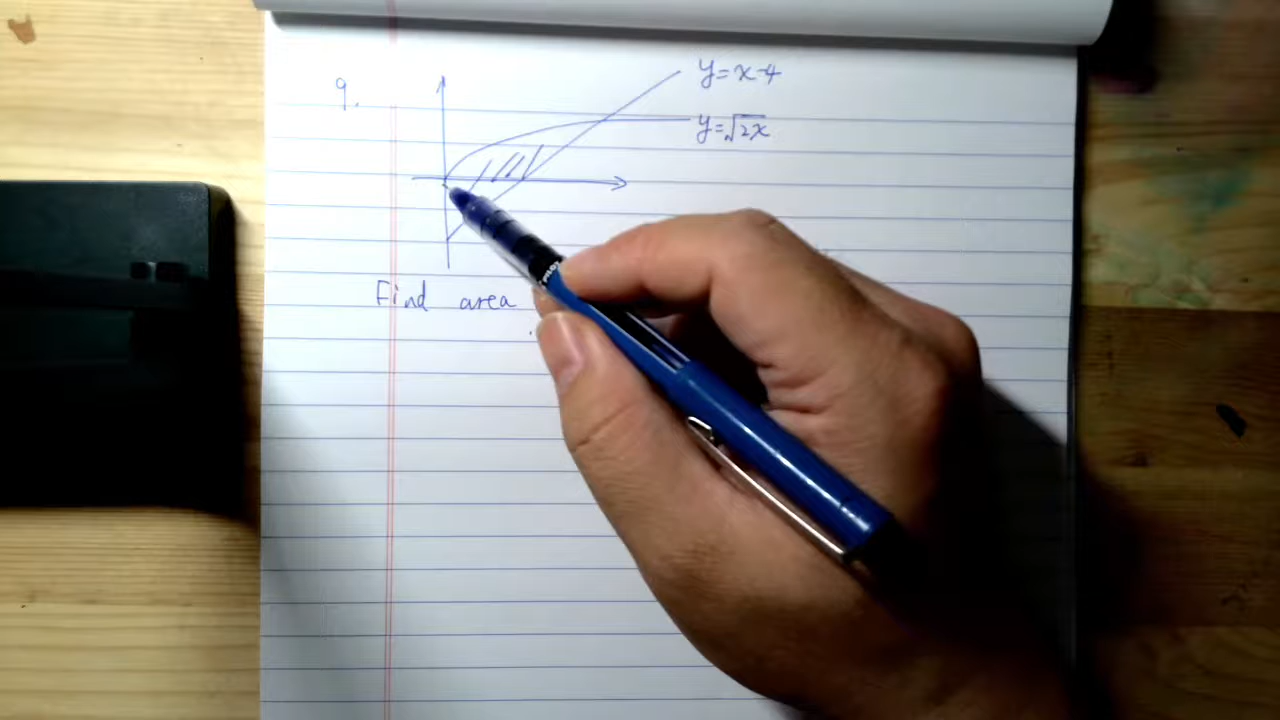 9.
y=x-4
y=√2x
Find area